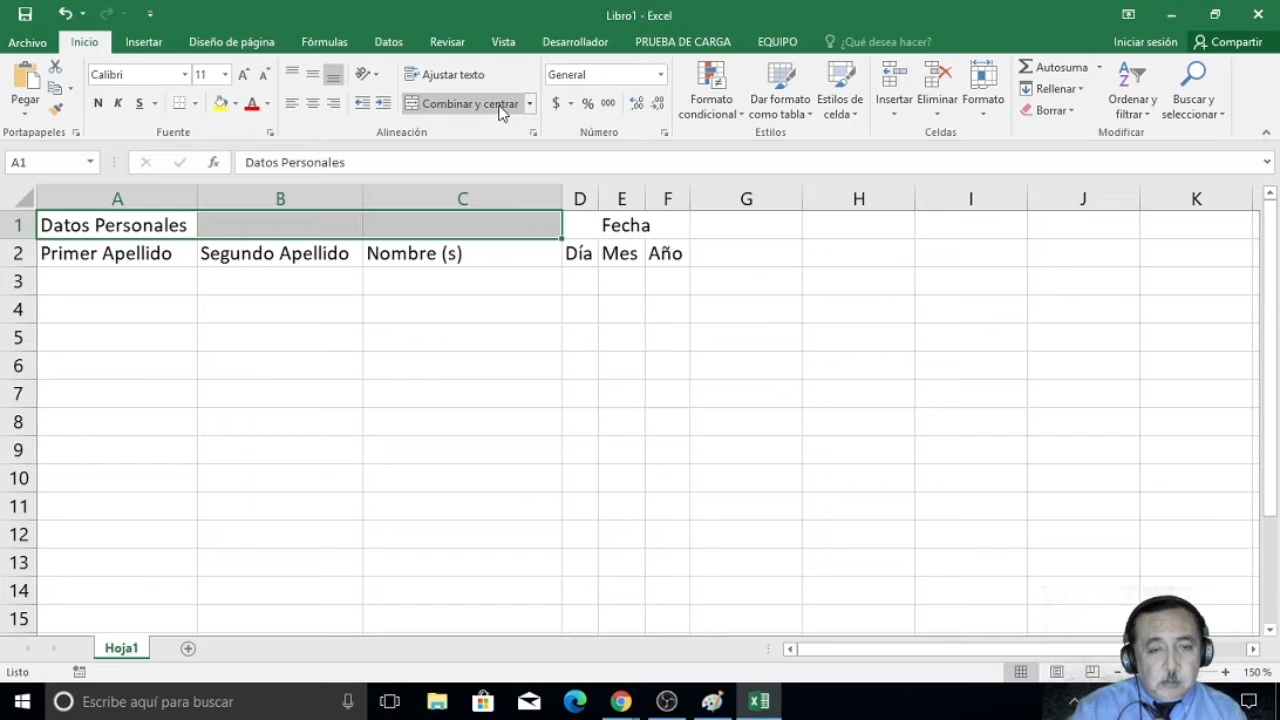 Libro1 - Excel
Archivo Inicio Insertar Diseño de página Fórmulas Datos Revisar Vista Desarrollador PRUEBA DE CARGA EQUIPO ¿Qué desea hacer? Iniciar sesión Compartir
Pegar
Calibri 11
N K S
Ajustar texto
Combinar y centrar
General
$ % 000
Formato condicional
Dar formato como tabla
Estilos de celda
Insertar Eliminar Formato
Autosuma
Rellenar
Borrar
Ordenar y filtrar
Buscar y seleccionar
Portapapeles Fuente Alineación Número Estilos Celdas Modificar
A1 fx Datos Personales
A B C D E F G H I J K
1 Datos Personales Fecha
2 Primer Apellido Segundo Apellido Nombre (s) Día Mes Año
3
4
5
6
7
8
9
10
11
12
13
14
15
Hoja1
Listo 150 %
Escribe aquí para buscar